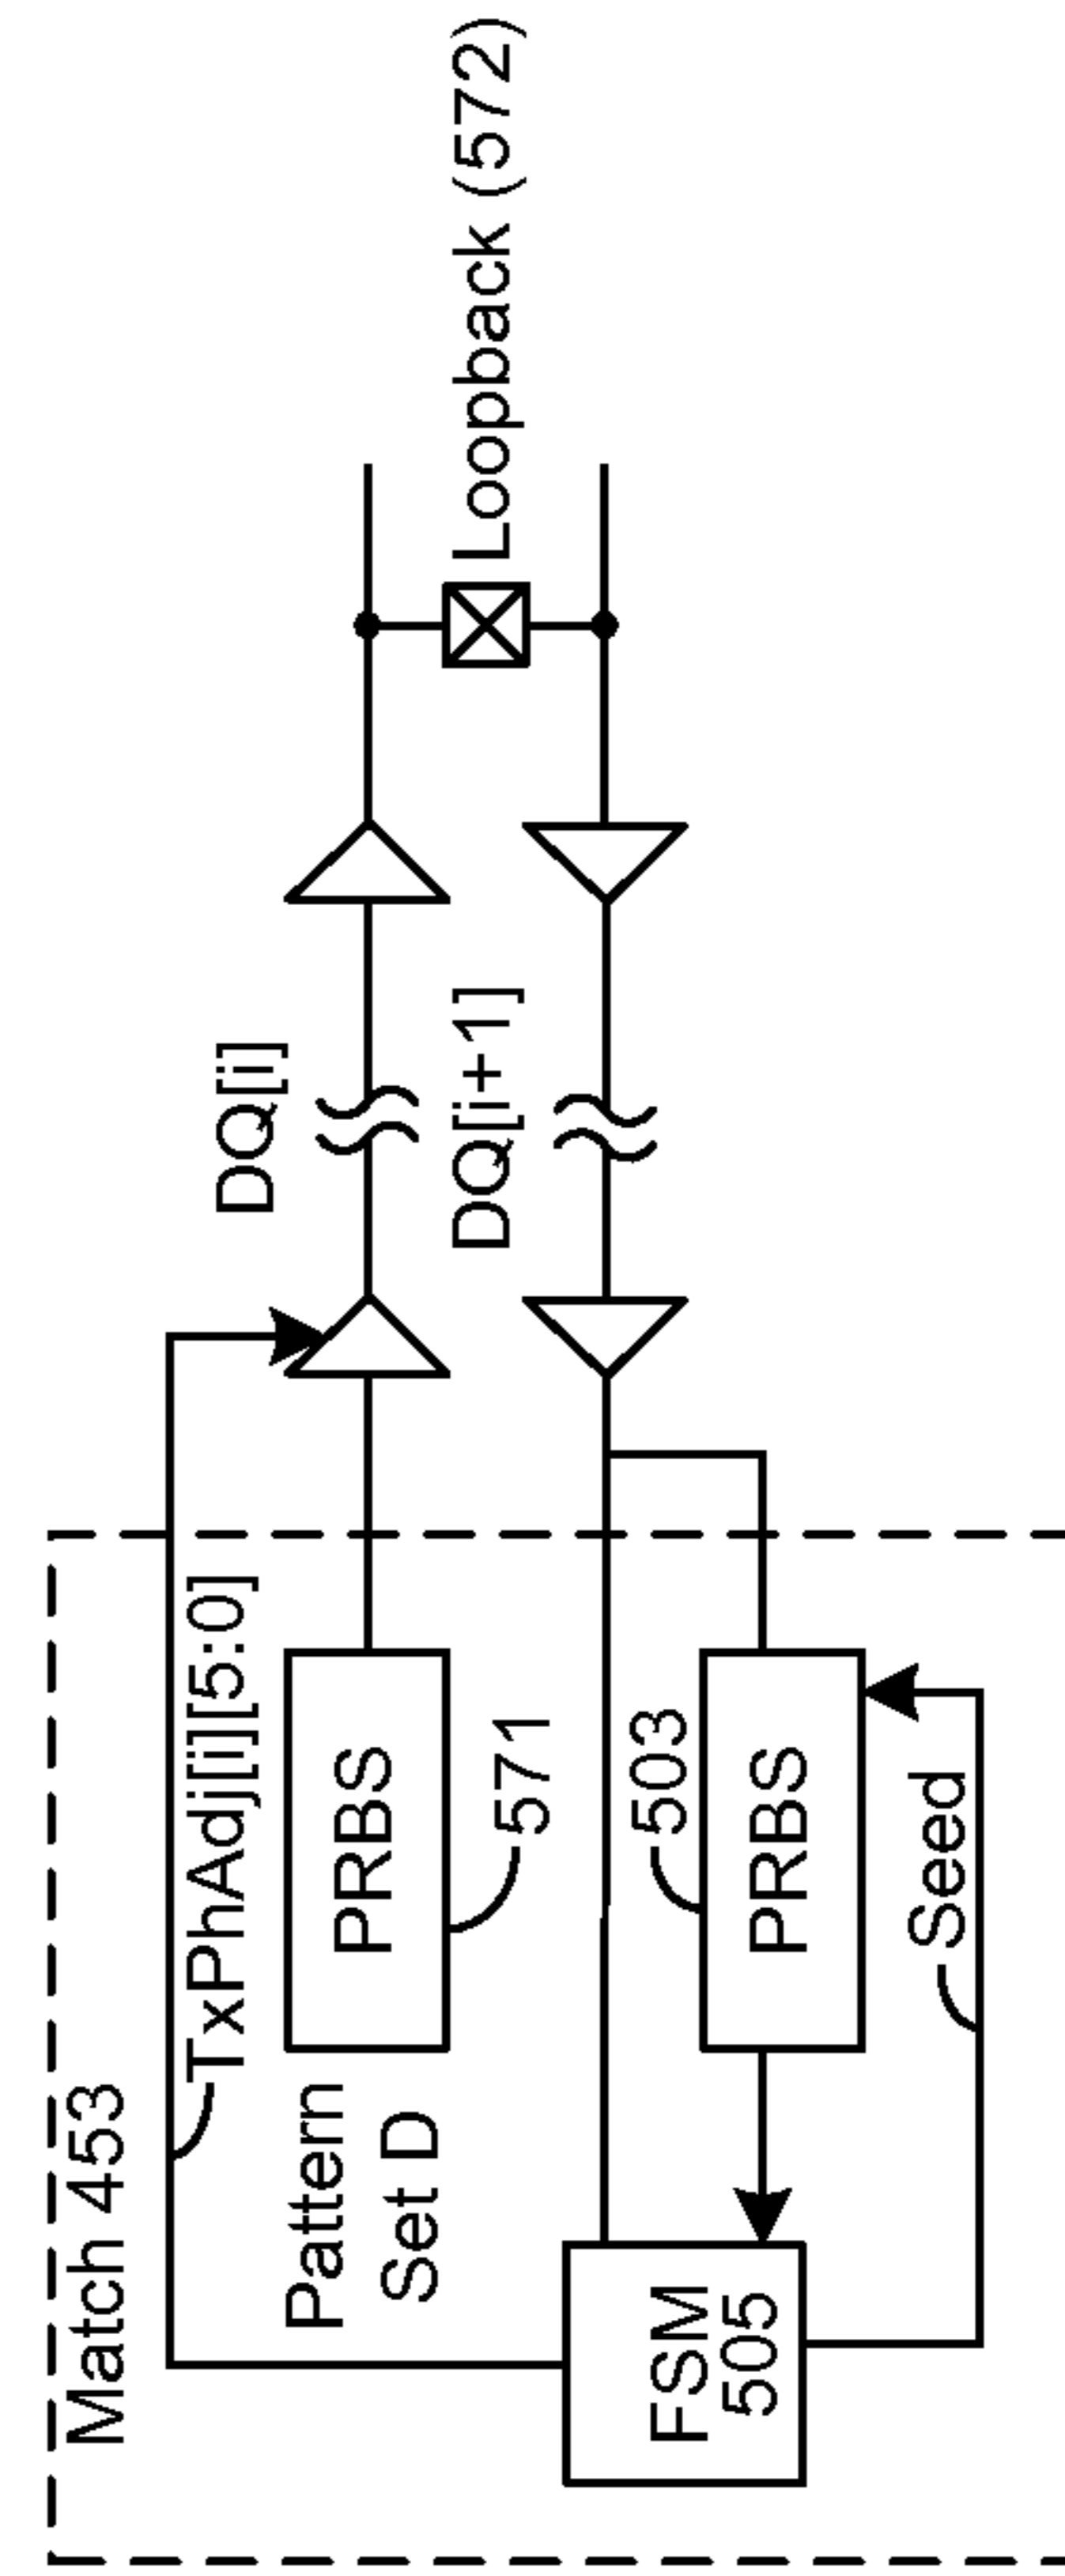 Match 453
TxPhAdj[i][5:0]
DQ[i]
Pattern
Set D
PRBS
571
DQ[i+1]
Loopback (572)
FSM
505
503
PRBS
Seed